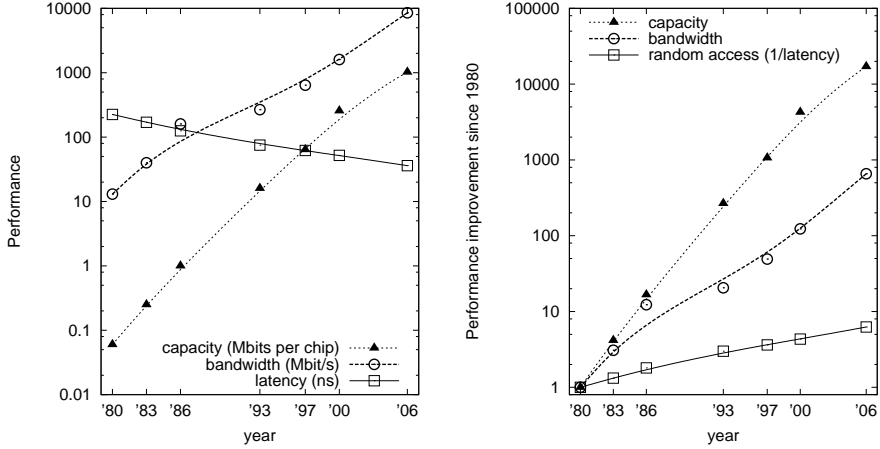 Performance
10000
1000
100
10
1
0.1
0.01
capacity (Mbits per chip)
bandwidth (Mbit/s)
latency (ns)
’80 ’83 ’86 ’93 ’97 ’00 ’06
year
Performance improvement since 1980
100000
10000
1000
100
10
1
capacity
bandwidth
random access (1/latency)
’80 ’83 ’86 ’93 ’97 ’00 ’06
year